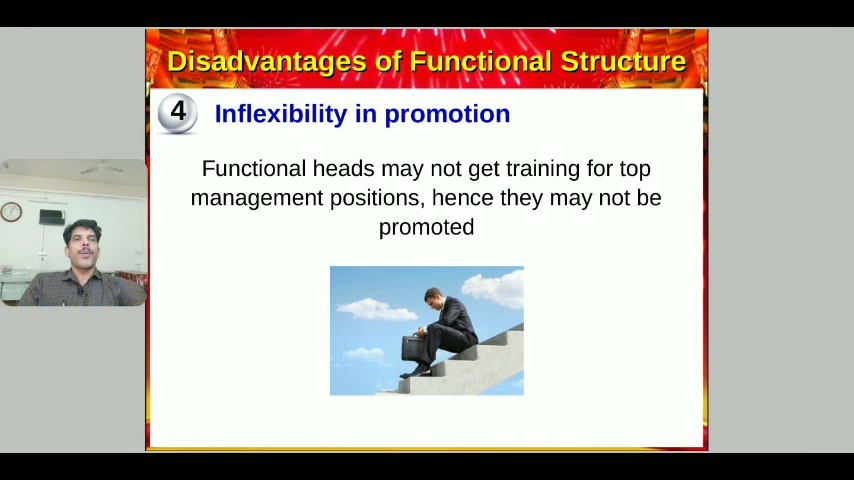 Disadvantages of Functional Structure
4 Inflexibility in promotion
Functional heads may not get training for top
management positions, hence they may not be
promoted